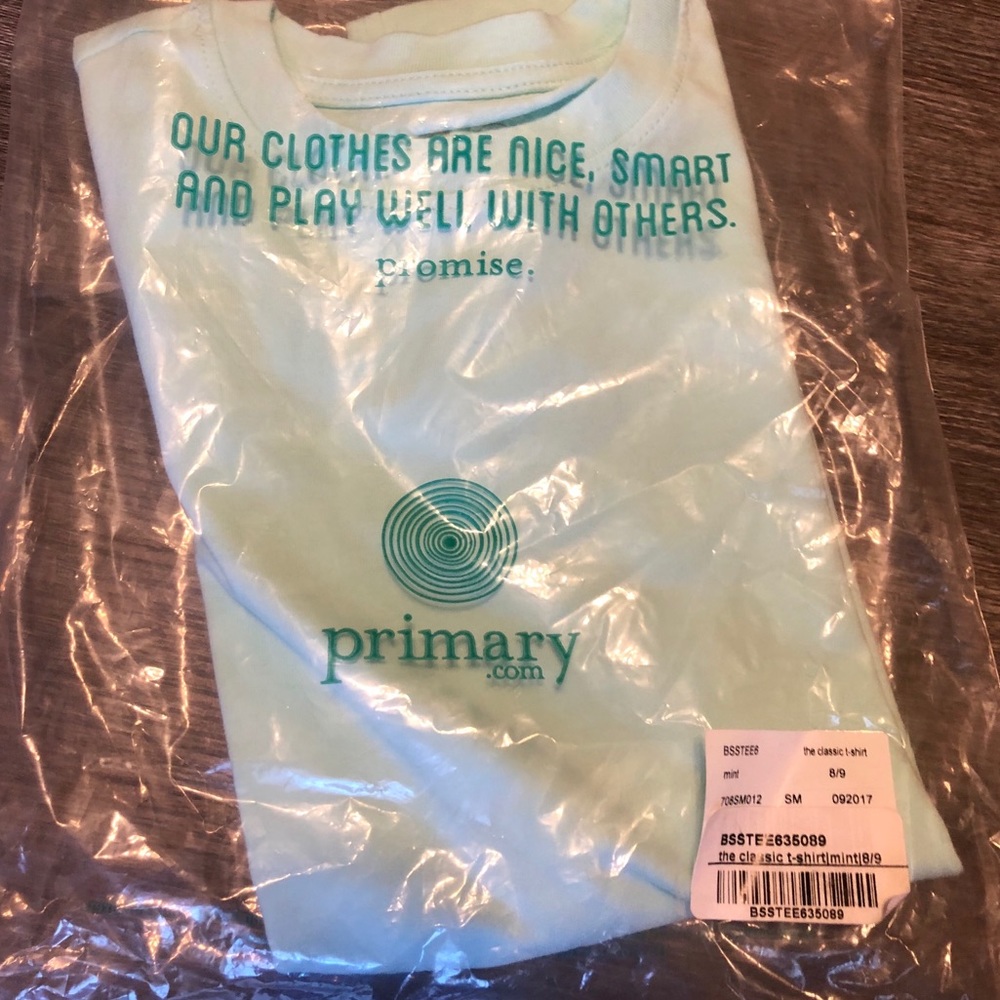 OUR CLOTHES ARE NICE, SMART
AND PLAY WELL WITH OTHERS.
promise.
primary
.com
BSSTEE6 the classic t-shirt
mint 8/9
708SM012 SM 092017
BSSTEE635089
the classic t-shirt|mint|8/9
BSSTEE635089